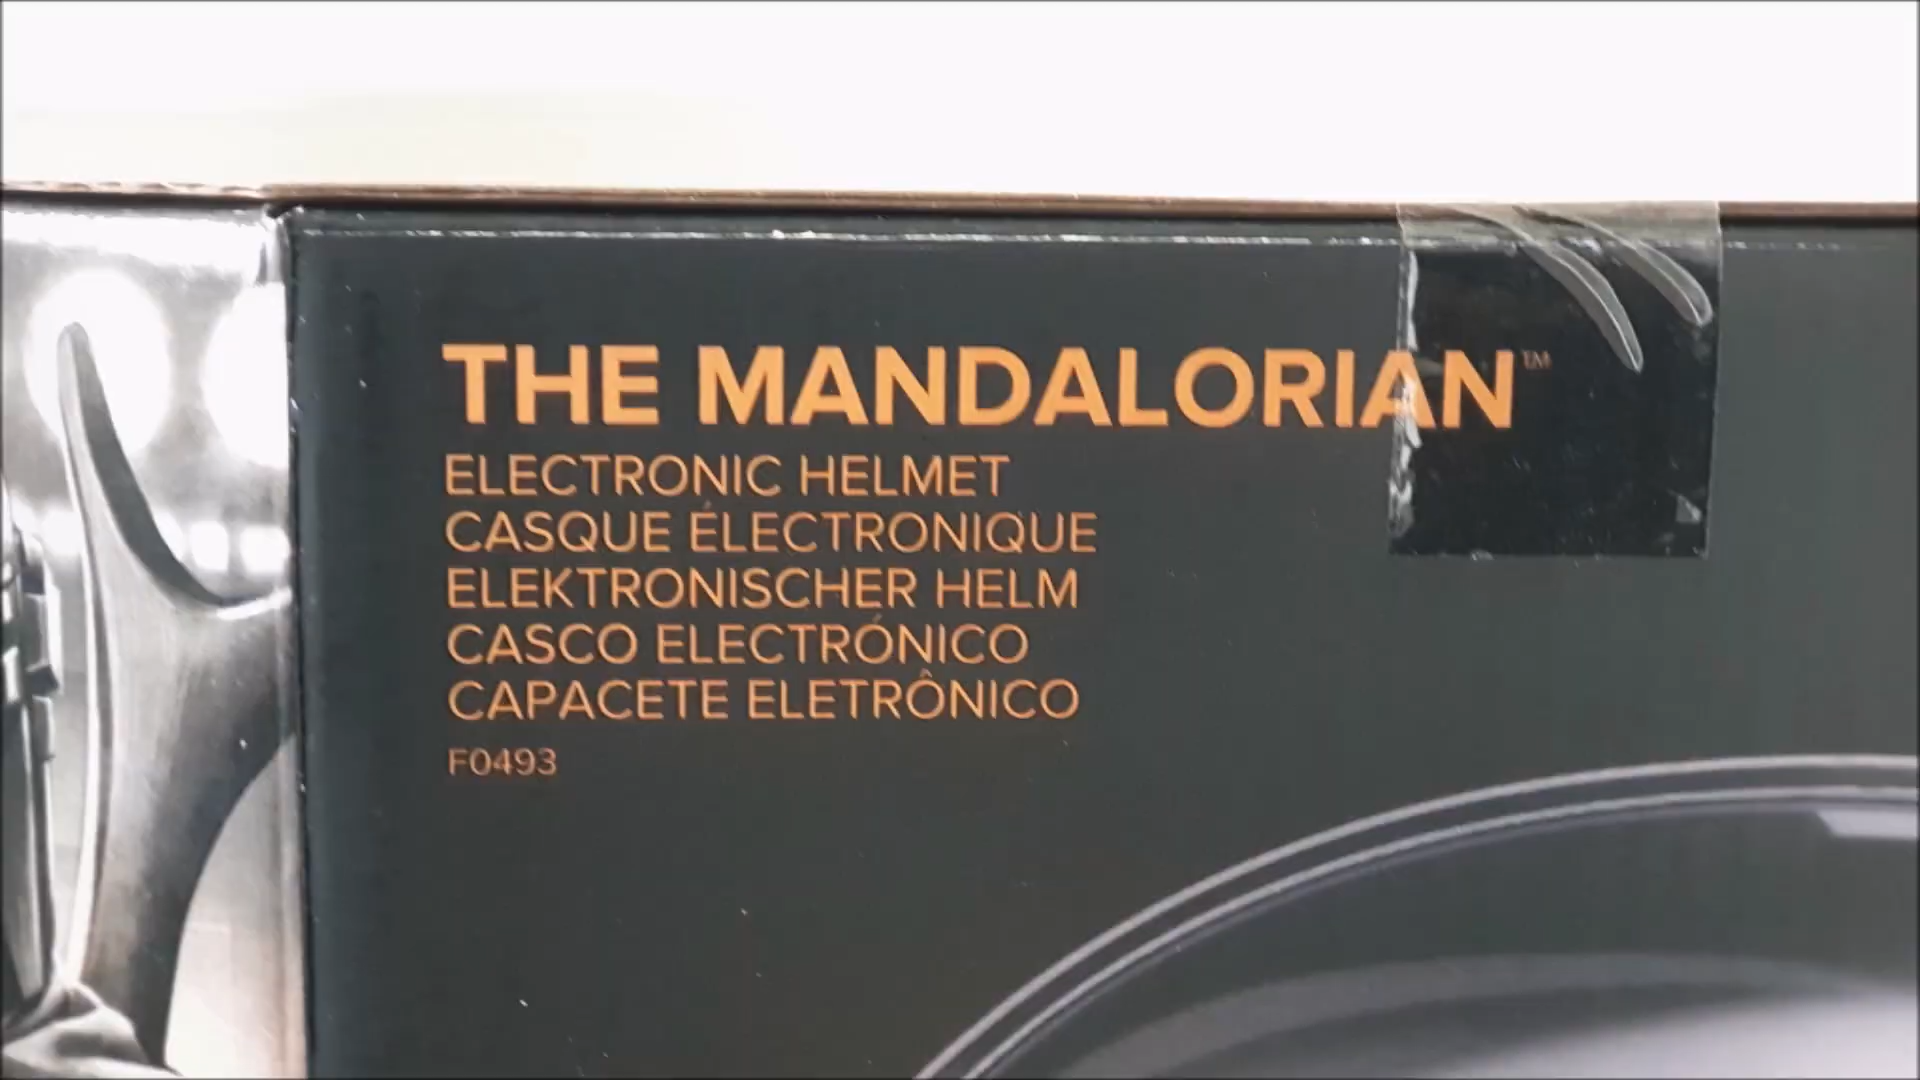 THE MANDALORIAN™
ELECTRONIC HELMET
CASQUE ÉLECTRONIQUE
ELEKTRONISCHER HELM
CASCO ELECTRÓNICO
CAPACETE ELETRÔNICO
F0493